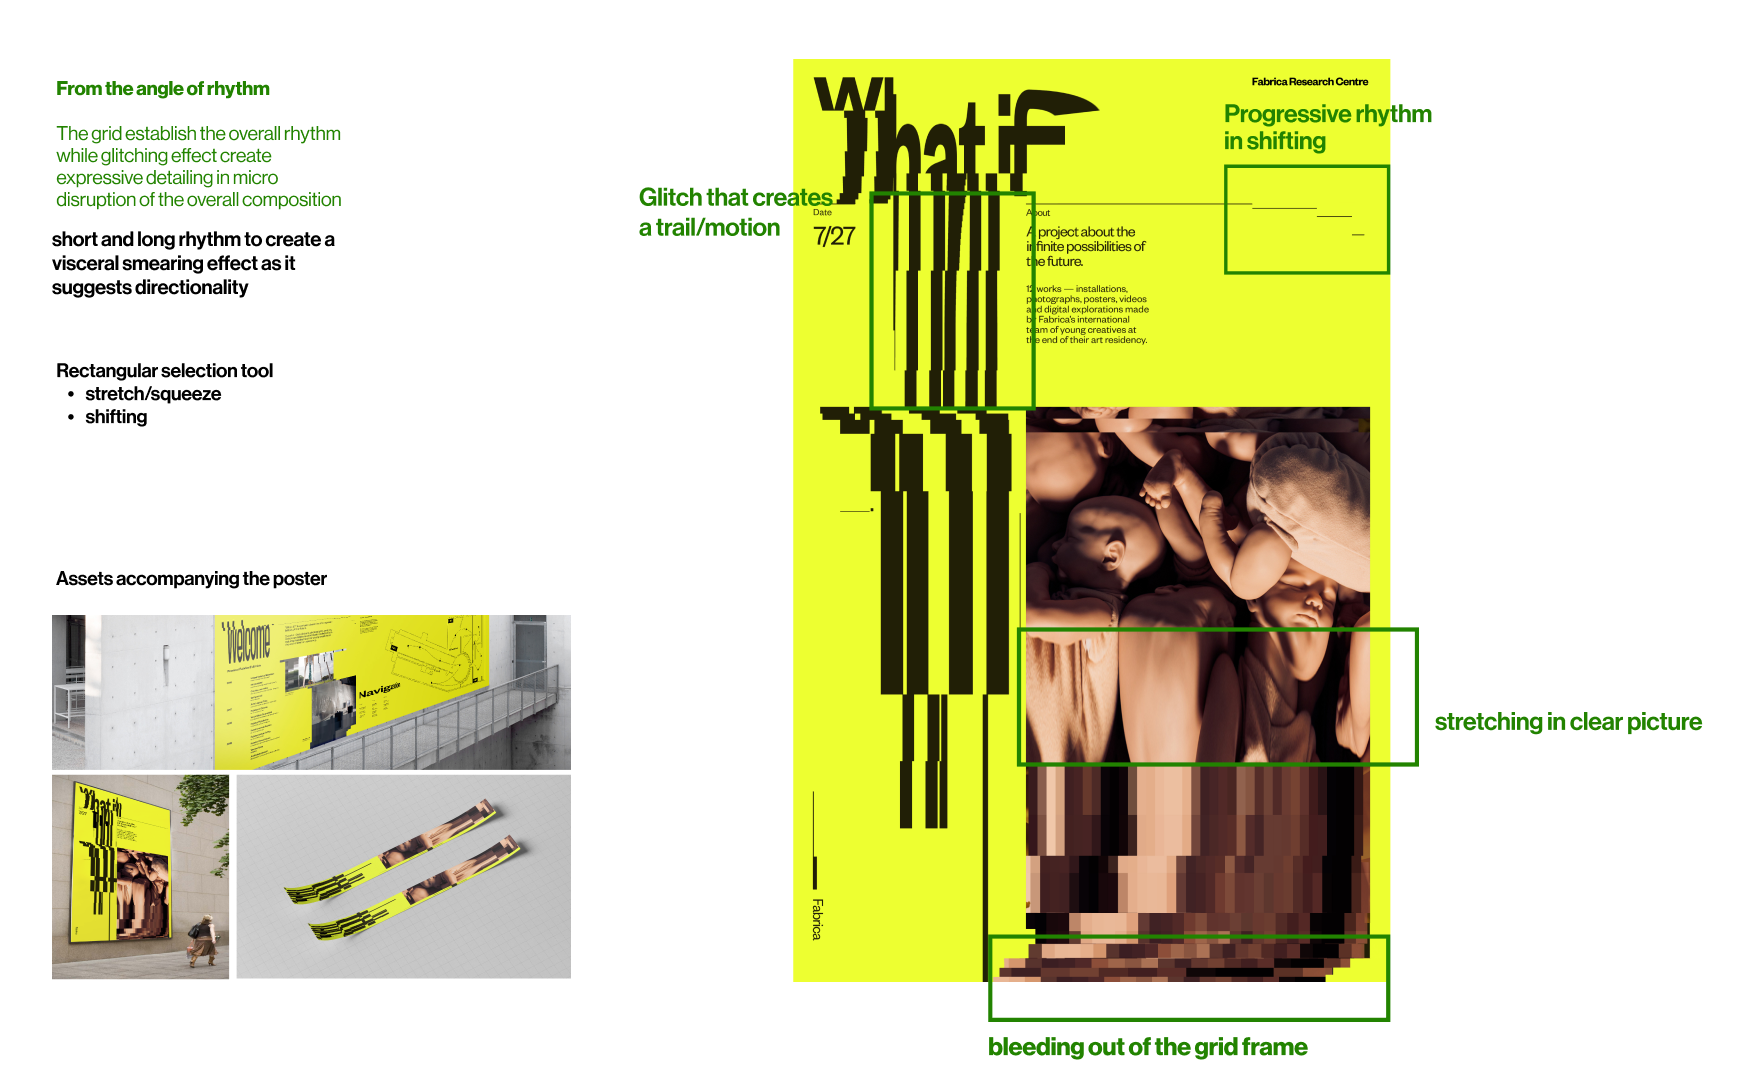 From the angle of rhythm
The grid establish the overall rhythm
while glitching effect create
expressive detailing in micro
disruption of the overall composition
short and long rhythm to create a
visceral smearing effect as it
suggests directionality
Rectangular selection tool
• stretch/squeeze
• shifting
Assets accompanying the poster
Welcome
Navigate
What if
What if
Fabrica Research Centre
Progressive rhythm
in shifting
Glitch that creates
a trail/motion
Date
7/27
About
A project about the
infinite possibilities of
the future.
12 works — installations,
photographs, posters, videos
and digital explorations made
by Fabrica's international
team of young creatives at
the end of their art residency.
stretching in clear picture
Fabrica
bleeding out of the grid frame